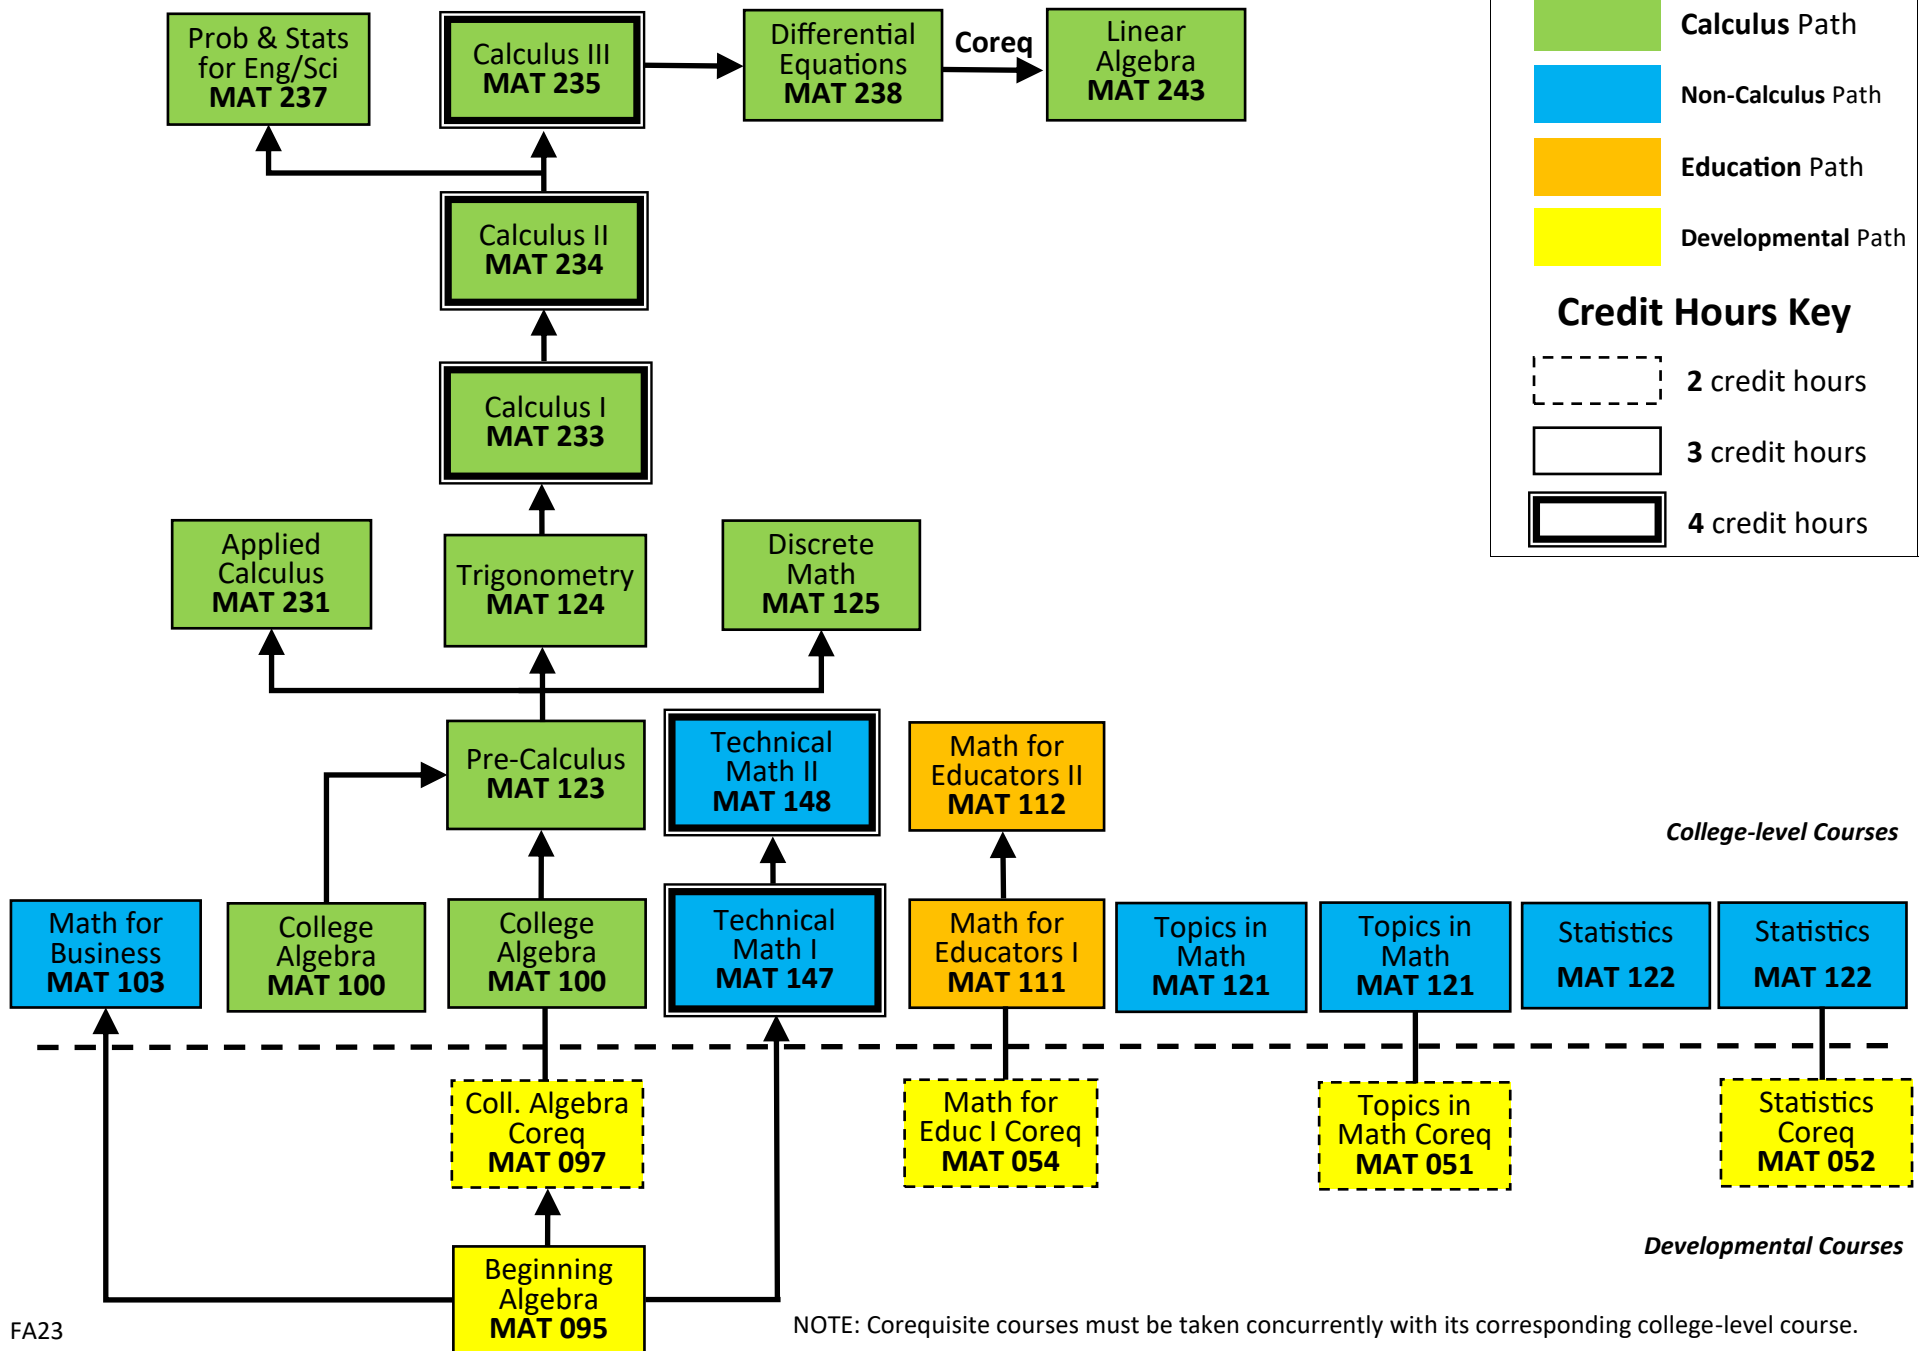 Prob & Stats
for Eng/Sci
MAT 237
Calculus III
MAT 235
Differential
Equations
MAT 238
Coreq
Linear
Algebra
MAT 243
Calculus Path
Non-Calculus Path
Education Path
Developmental Path
Credit Hours Key
2 credit hours
3 credit hours
4 credit hours
Calculus II
MAT 234
Calculus I
MAT 233
Applied
Calculus
MAT 231
Trigonometry
MAT 124
Discrete
Math
MAT 125
Pre-Calculus
MAT 123
Technical
Math II
MAT 148
Math for
Educators II
MAT 112
College-level Courses
Math for
Business
MAT 103
College
Algebra
MAT 100
College
Algebra
MAT 100
Technical
Math I
MAT 147
Math for
Educators I
MAT 111
Topics in
Math
MAT 121
Topics in
Math
MAT 121
Statistics
MAT 122
Statistics
MAT 122
Coll. Algebra
Coreq
MAT 097
Math for
Educ I Coreq
MAT 054
Topics in
Math Coreq
MAT 051
Statistics
Coreq
MAT 052
Developmental Courses
Beginning
Algebra
MAT 095
FA23
NOTE: Corequisite courses must be taken concurrently with its corresponding college-level course.